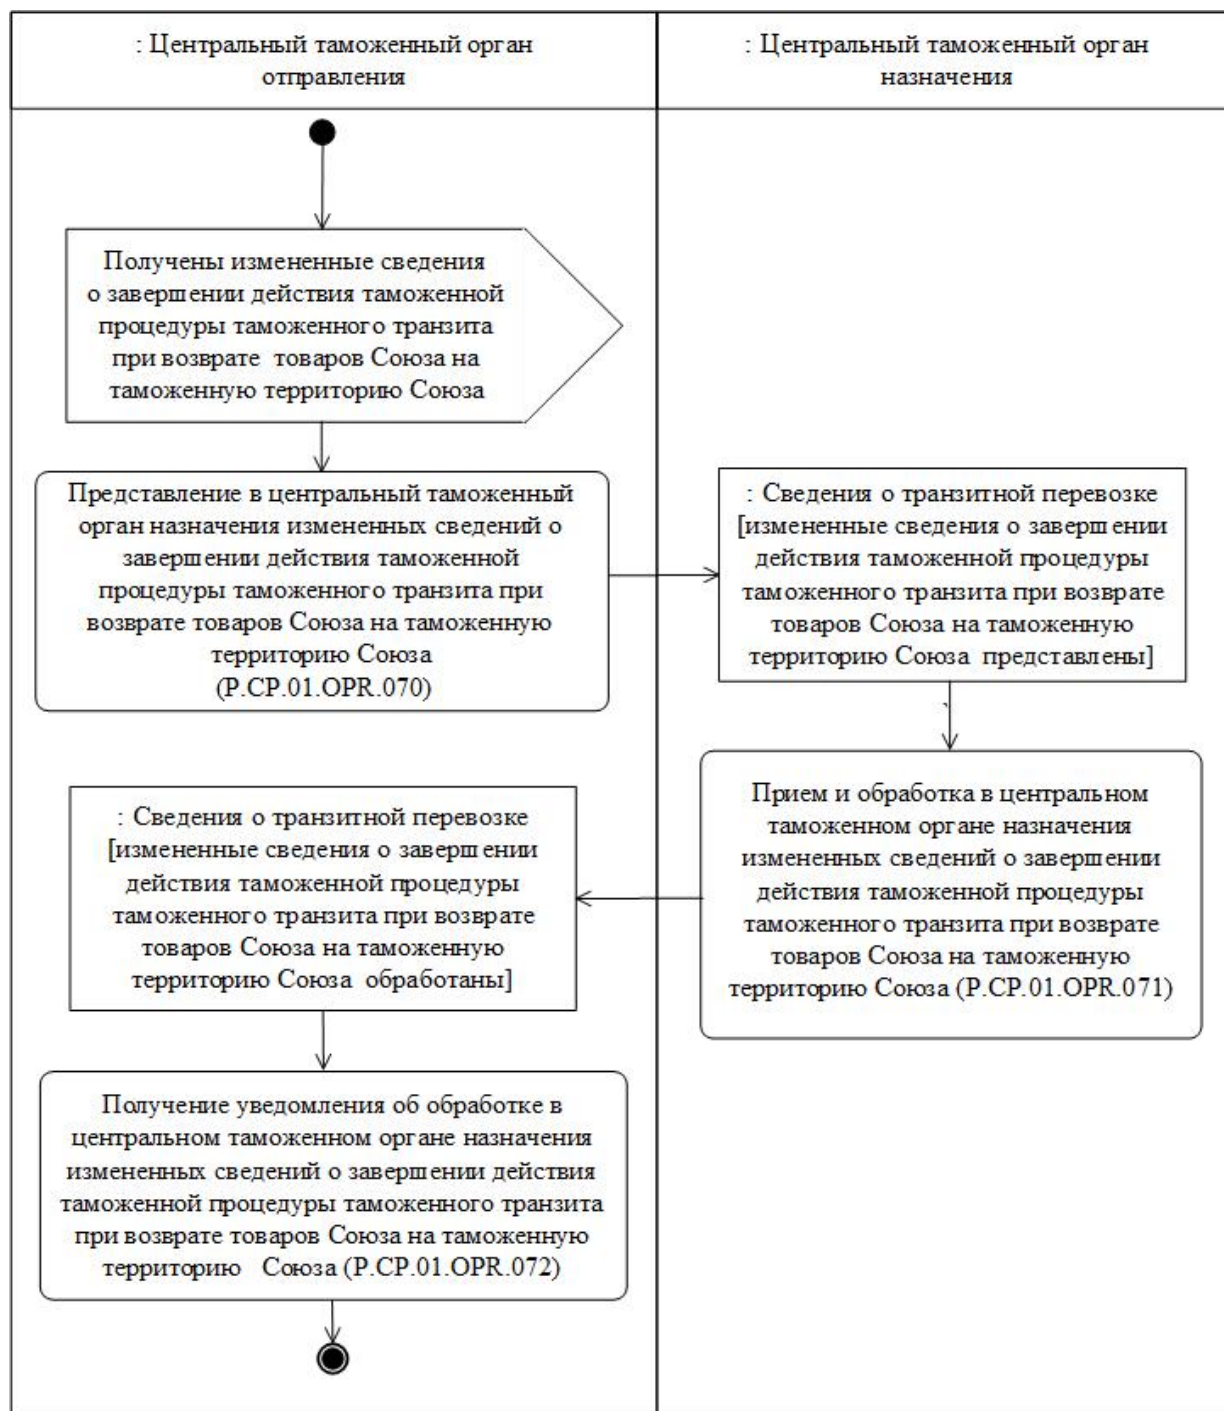 : Центральный таможенный орган
отправления
: Центральный таможенный орган
назначения
Получены измененные сведения
о завершении действия таможенной
процедуры таможенного транзита
при возврате товаров Союза на
таможенную территорию Союза
Представление в центральный таможенный
орган назначения измененных сведений о
завершении действия таможенной
процедуры таможенного транзита при
возврате товаров Союза на таможенную
территорию Союза
(P.CP.01.OPR.070)
: Сведения о транзитной перевозке
[измененные сведения о завершении
действия таможенной процедуры
таможенного транзита при возврате
товаров Союза на таможенную
территорию Союза представлены]
Прием и обработка в центральном
таможенном органе назначения
измененных сведений о завершении
действия таможенной процедуры
таможенного транзита при возврате
товаров Союза на таможенную
территорию Союза (P.CP.01.OPR.071)
: Сведения о транзитной перевозке
[измененные сведения о завершении
действия таможенной процедуры
таможенного транзита при возврате
товаров Союза на таможенную
территорию Союза обработаны]
Получение уведомления об обработке в
центральном таможенном органе назначения
измененных сведений о завершении действия
таможенной процедуры таможенного транзита
при возврате товаров Союза на таможенную
территорию Союза (P.CP.01.OPR.072)